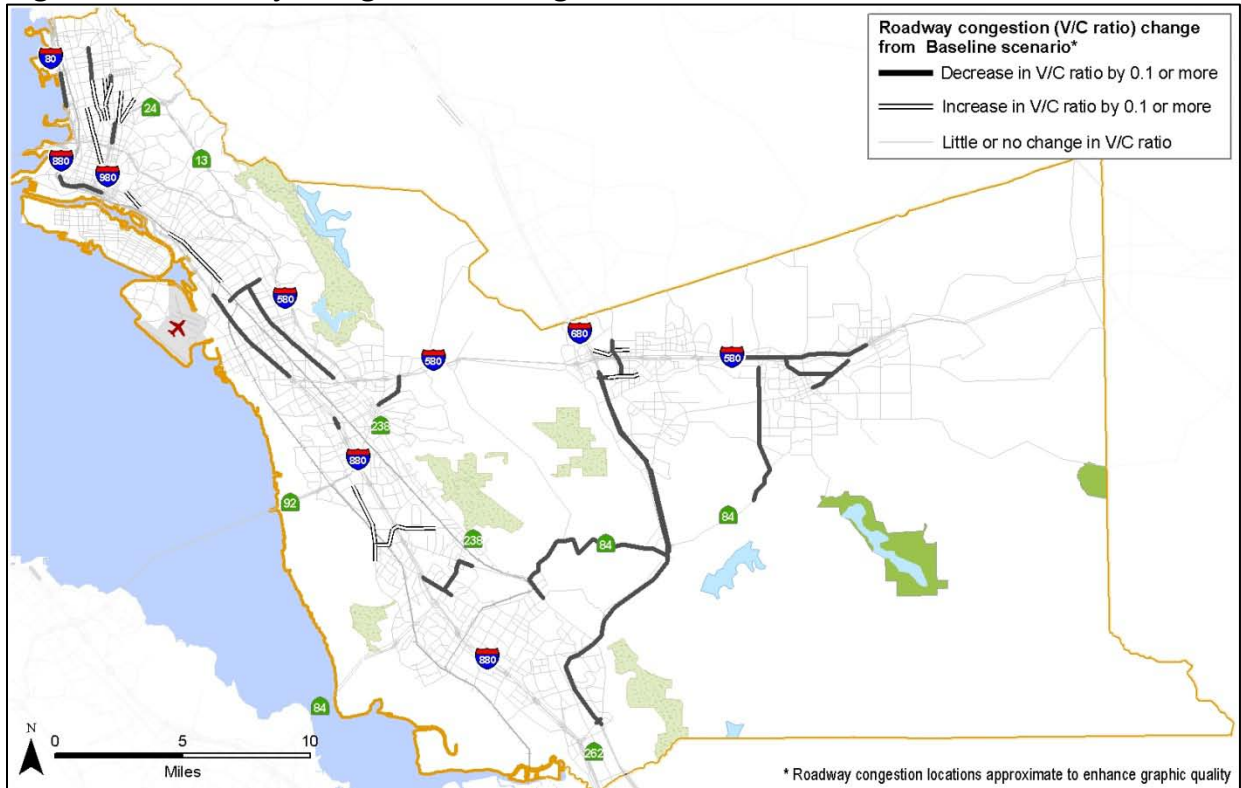 Roadway congestion (V/C ratio) change
from Baseline scenario*
Decrease in V/C ratio by 0.1 or more
Increase in V/C ratio by 0.1 or more
Little or no change in V/C ratio
80
24
13
880
980
580
680
580
580
238
880
92
84
238
84
880
84
262
N
0 5 10
Miles
* Roadway congestion locations approximate to enhance graphic quality